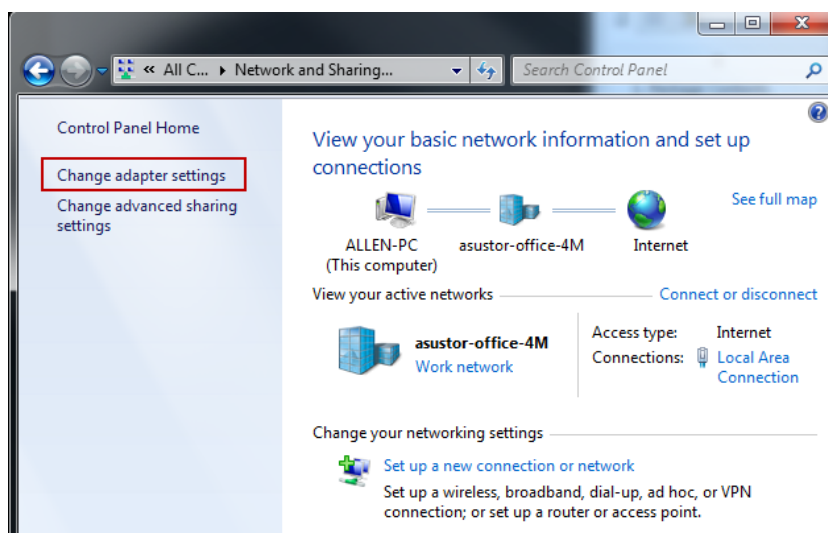 « All C... ▸ Network and Sharing...
Search Control Panel
Control Panel Home
Change adapter settings
Change advanced sharing
settings
View your basic network information and set up
connections
See full map
ALLEN-PC
(This computer)
asustor-office-4M
Internet
View your active networks
Connect or disconnect
asustor-office-4M
Work network
Access type: Internet
Connections: Local Area
Connection
Change your networking settings
Set up a new connection or network
Set up a wireless, broadband, dial-up, ad hoc, or VPN
connection; or set up a router or access point.